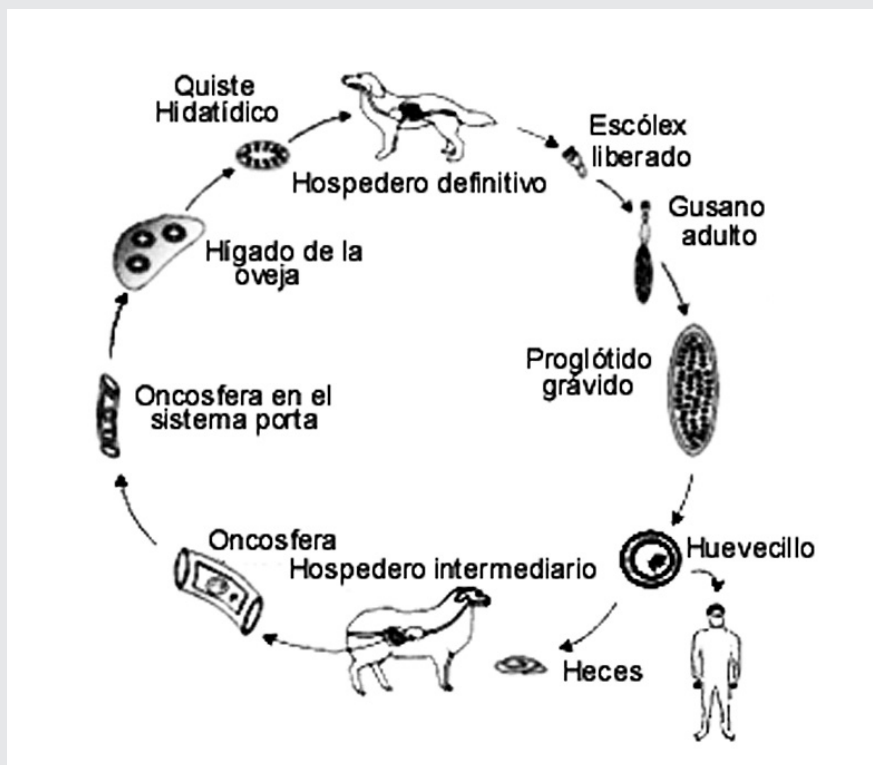 Quiste
Hidatídico
Hospedero definitivo
Escólex
liberado
Gusano
adulto
Proglótido
grávido
Huevecillo
Heces
Hospedero intermediario
Oncosfera
Oncosfera en el
sistema porta
Hígado de la
oveja